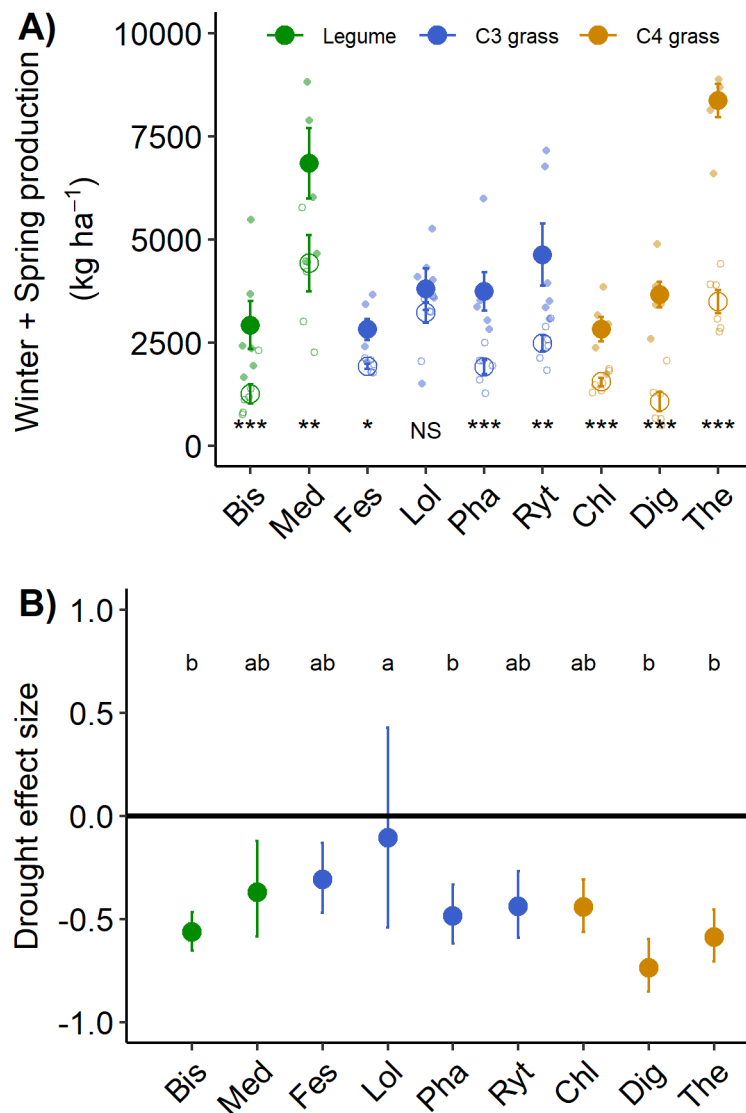 A)
10000
7500
5000
2500
0
Winter + Spring production
(kg ha⁻¹)
Legume C3 grass C4 grass
*** ** * NS *** ** *** *** ***
Bis Med Fes Lol Pha Ryt Chl Dig The
B)
1.0
0.5
0.0
-0.5
-1.0
Drought effect size
b ab ab a b ab ab b b
Bis Med Fes Lol Pha Ryt Chl Dig The